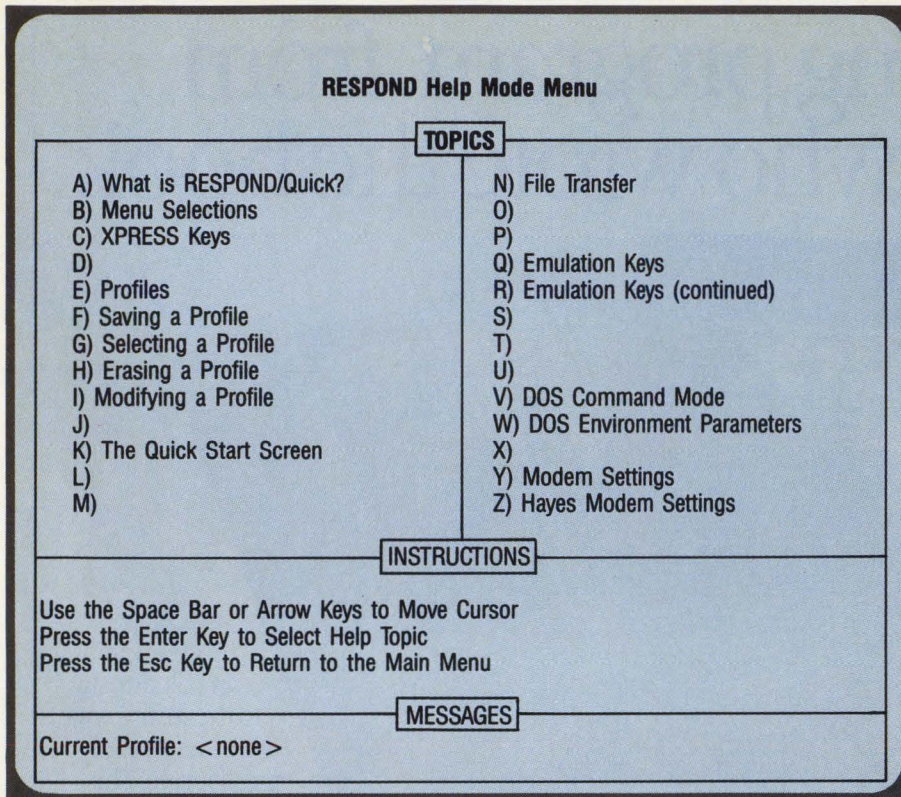 RESPOND Help Mode Menu
TOPICS
A) What is RESPOND/Quick?
B) Menu Selections
C) XPRESS Keys
D)
E) Profiles
F) Saving a Profile
G) Selecting a Profile
H) Erasing a Profile
I) Modifying a Profile
J)
K) The Quick Start Screen
L)
M)
N) File Transfer
O)
P)
Q) Emulation Keys
R) Emulation Keys (continued)
S)
T)
U)
V) DOS Command Mode
W) DOS Environment Parameters
X)
Y) Modem Settings
Z) Hayes Modem Settings
INSTRUCTIONS
Use the Space Bar or Arrow Keys to Move Cursor
Press the Enter Key to Select Help Topic
Press the Esc Key to Return to the Main Menu
MESSAGES
Current Profile: <none>